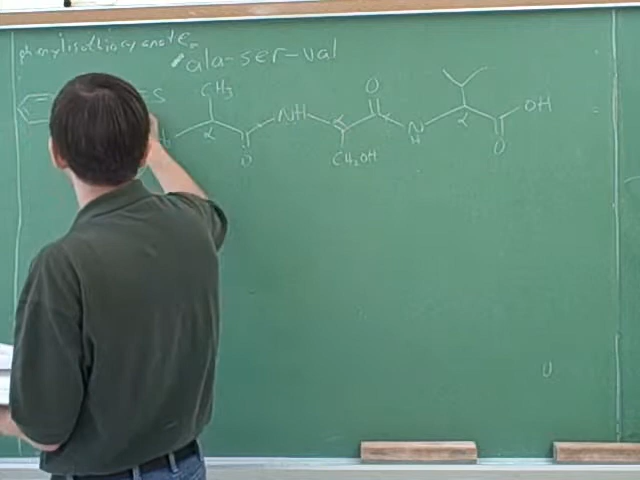 phenylisothiocyanate
ala-ser-val
S CH3 NH α O OH
α O CH2OH N H α O